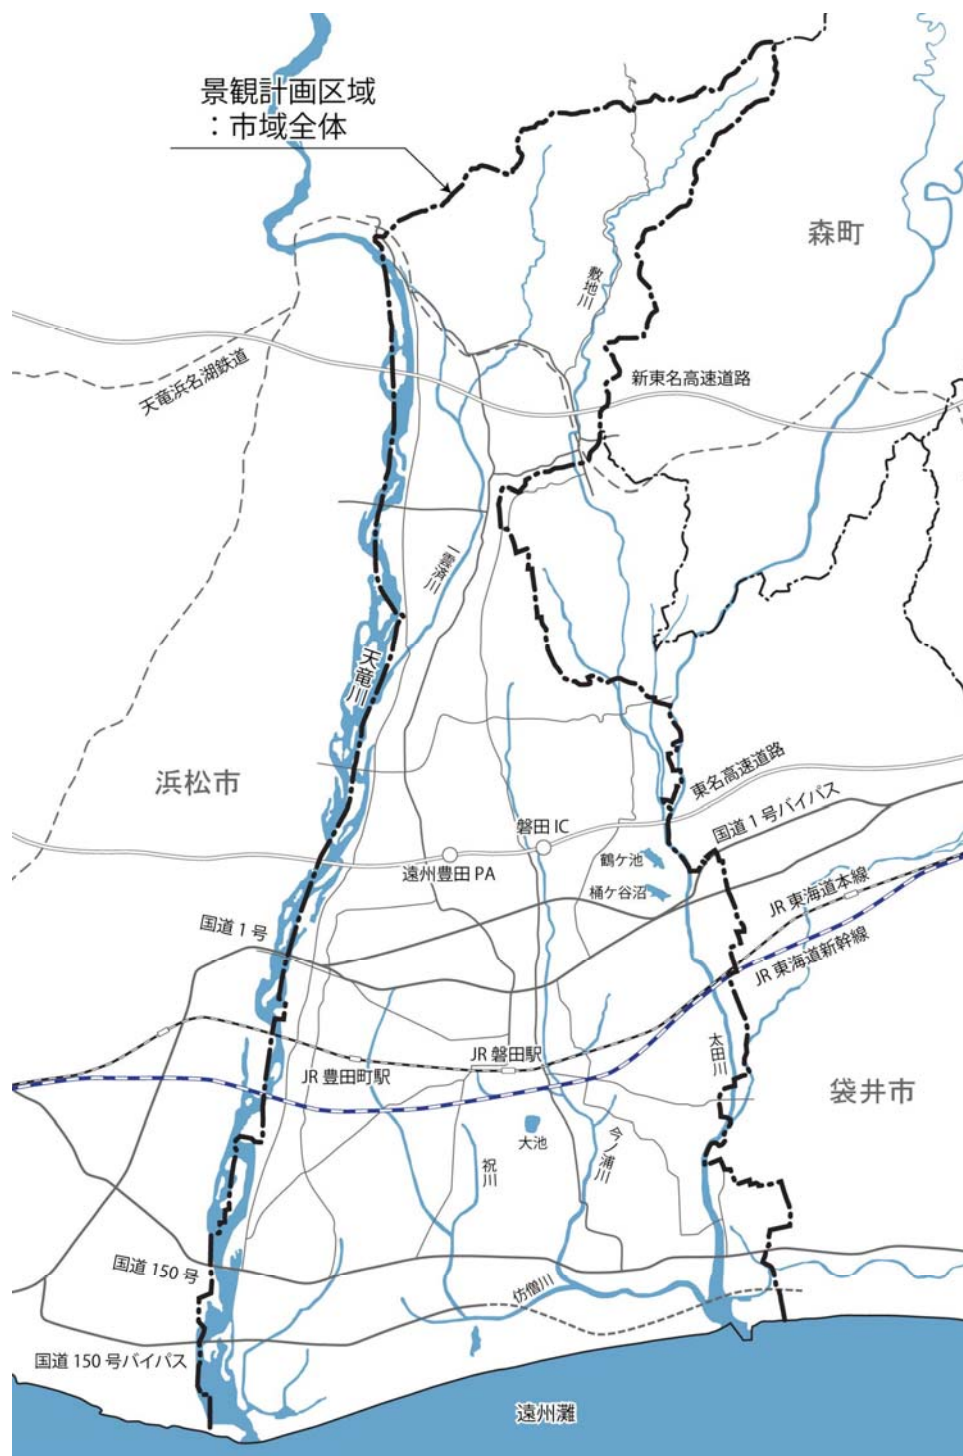 景観計画区域
：市域全体
森町
敷地川
天竜浜名湖鉄道
新東名高速道路
一雲済川
天竜川
浜松市
東名高速道路
国道1号バイパス
磐田IC
遠州豊田PA
鶴ケ池
桶ケ谷沼
国道1号
JR東海道本線
JR東海道新幹線
太田川
JR磐田駅
JR豊田町駅
袋井市
大池
祝川
今ノ浦川
国道150号
仿僧川
国道150号バイパス
遠州灘